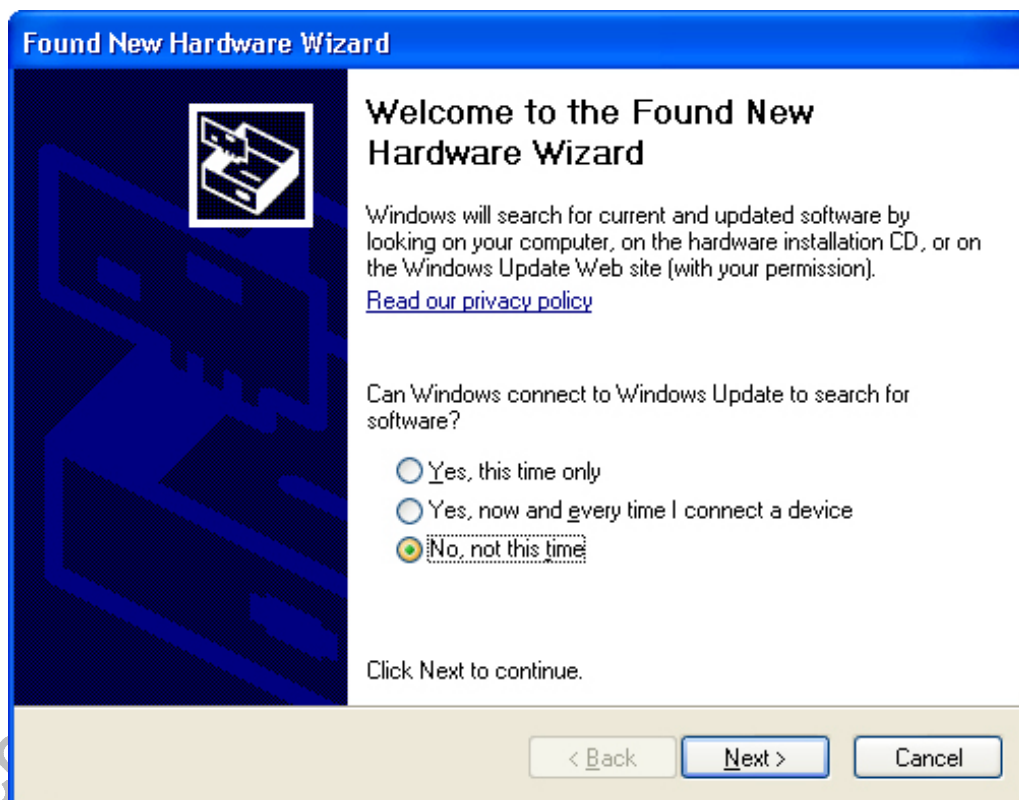 Found New Hardware Wizard
Welcome to the Found New
Hardware Wizard
Windows will search for current and updated software by
looking on your computer, on the hardware installation CD, or on
the Windows Update Web site (with your permission).
Read our privacy policy
Can Windows connect to Windows Update to search for
software?
Yes, this time only
Yes, now and every time I connect a device
No, not this time
Click Next to continue.
< Back
Next >
Cancel